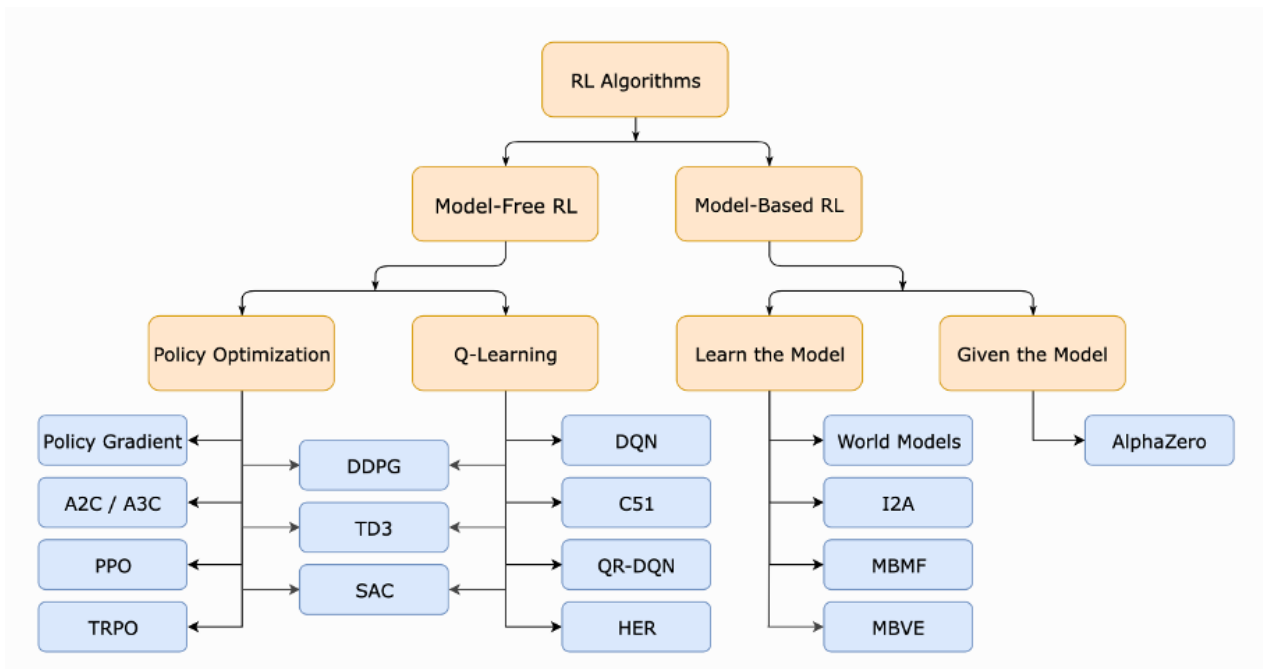 RL Algorithms
Model-Free RL
Model-Based RL
Policy Optimization
Q-Learning
Learn the Model
Given the Model
Policy Gradient
DDPG
DQN
World Models
AlphaZero
A2C / A3C
TD3
C51
I2A
PPO
SAC
QR-DQN
MBMF
TRPO
HER
MBVE